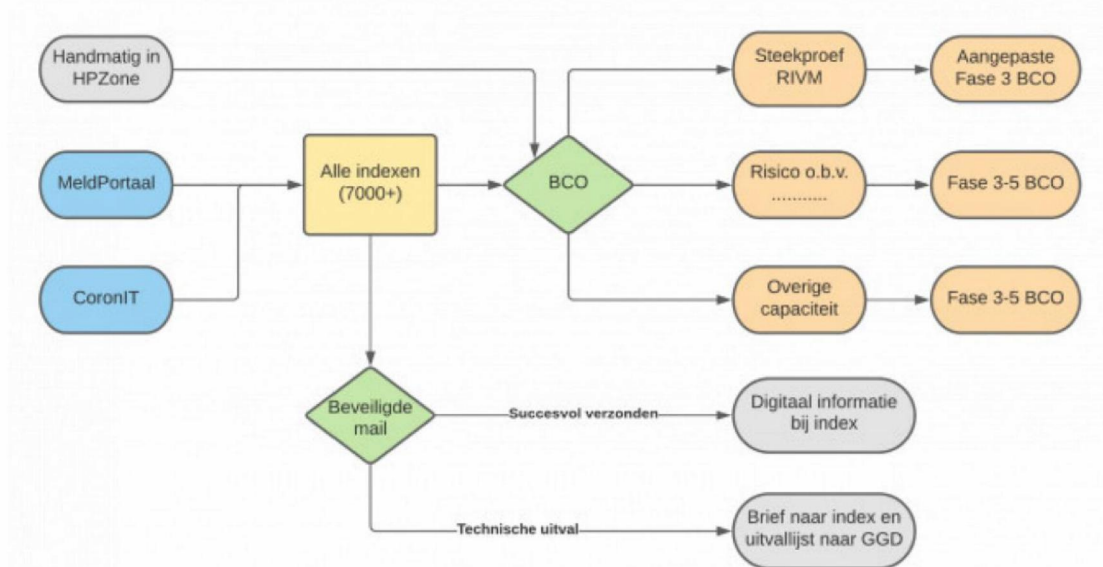 Handmatig in
HPZone
MeldPortaal
CoronIT
Alle indexen
(7000+)
BCO
Steekproef
RIVM
Aangepaste
Fase 3 BCO
Risico o.b.v.
...........
Fase 3-5 BCO
Overige
capaciteit
Fase 3-5 BCO
Beveiligde
mail
Succesvol verzonden
Digitaal informatie
bij index
Technische uitval
Brief naar index en
uitvallijst naar GGD